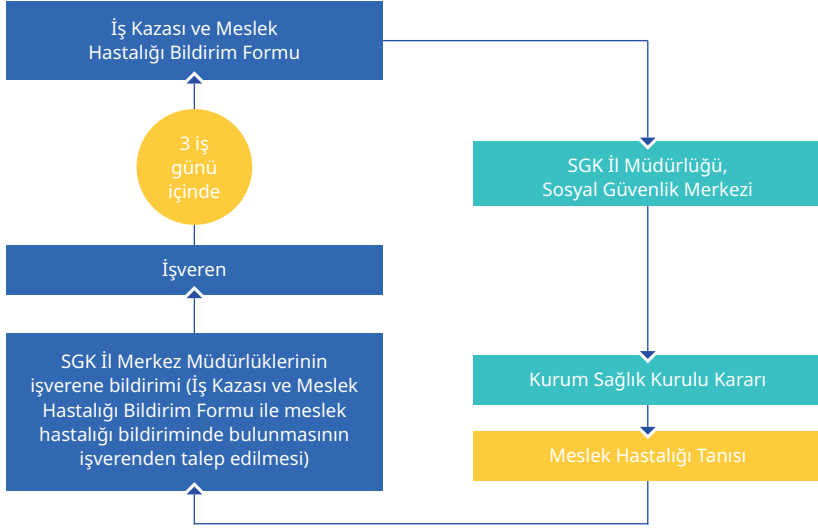 İş Kazası ve Meslek
Hastalığı Bildirim Formu
3 iş
günü
içinde
İşveren
SGK İl Merkez Müdürlüklerinin
işverene bildirimi (İş Kazası ve Meslek
Hastalığı Bildirim Formu ile meslek
hastalığı bildiriminde bulunmasının
işverenden talep edilmesi)
SGK İl Müdürlüğü,
Sosyal Güvenlik Merkezi
Kurum Sağlık Kurulu Kararı
Meslek Hastalığı Tanısı